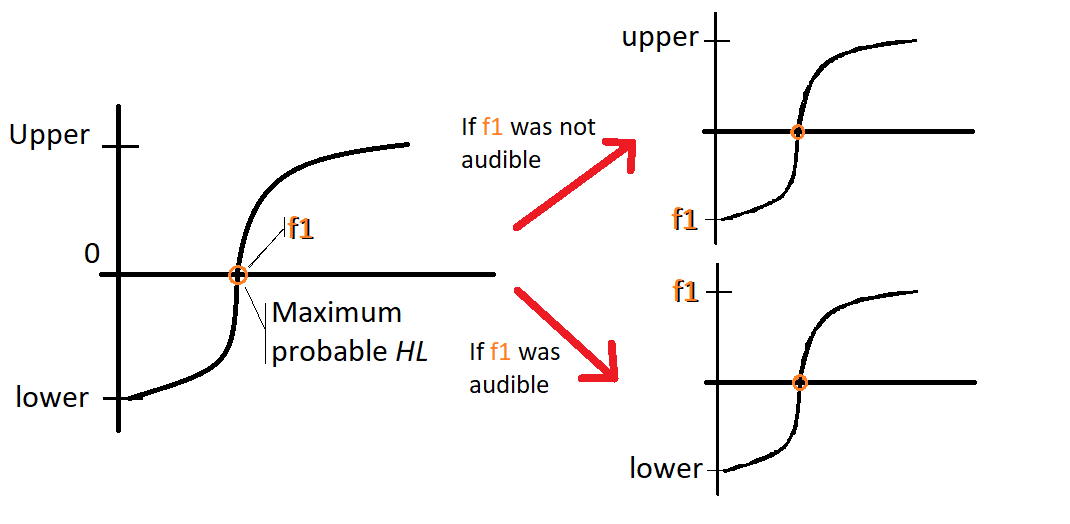 Upper
0
lower
f1
Maximum
probable HL
If f1 was not
audible
If f1 was
audible
upper
f1
f1
lower